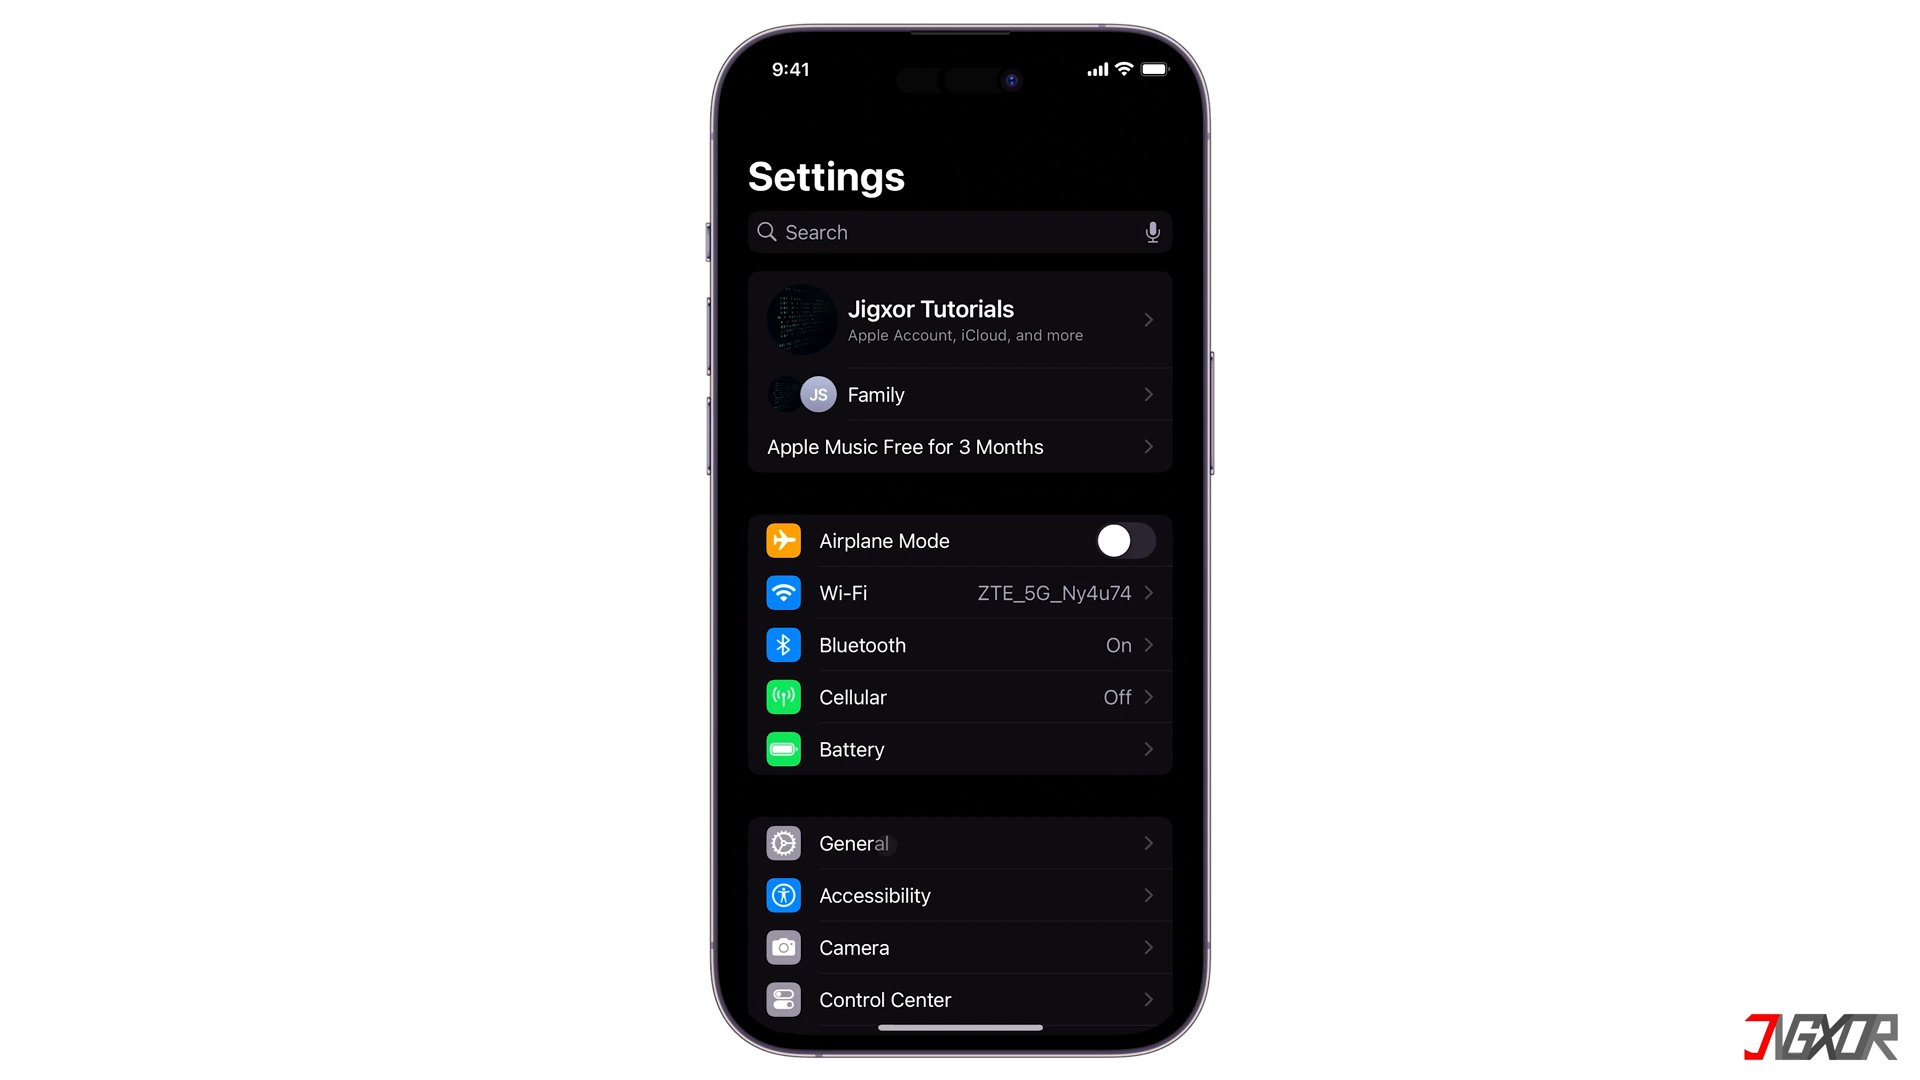 9:41
Settings
Search
Jigxor Tutorials
Apple Account, iCloud, and more
JS
Family
Apple Music Free for 3 Months
Airplane Mode
Wi-Fi ZTE_5G_Ny4u74
Bluetooth On
Cellular Off
Battery
General
Accessibility
Camera
Control Center
JIGXOR